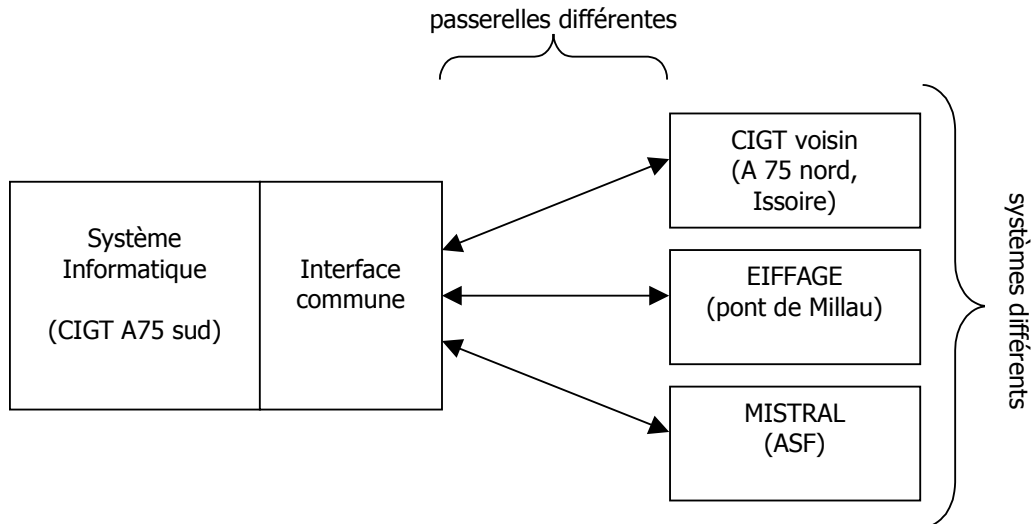 passerelles différentes
Système
Informatique
(CIGT A75 sud)
Interface
commune
CIGT voisin
(A 75 nord,
Issoire)
EIFFAGE
(pont de Millau)
MISTRAL
(ASF)
systèmes différents